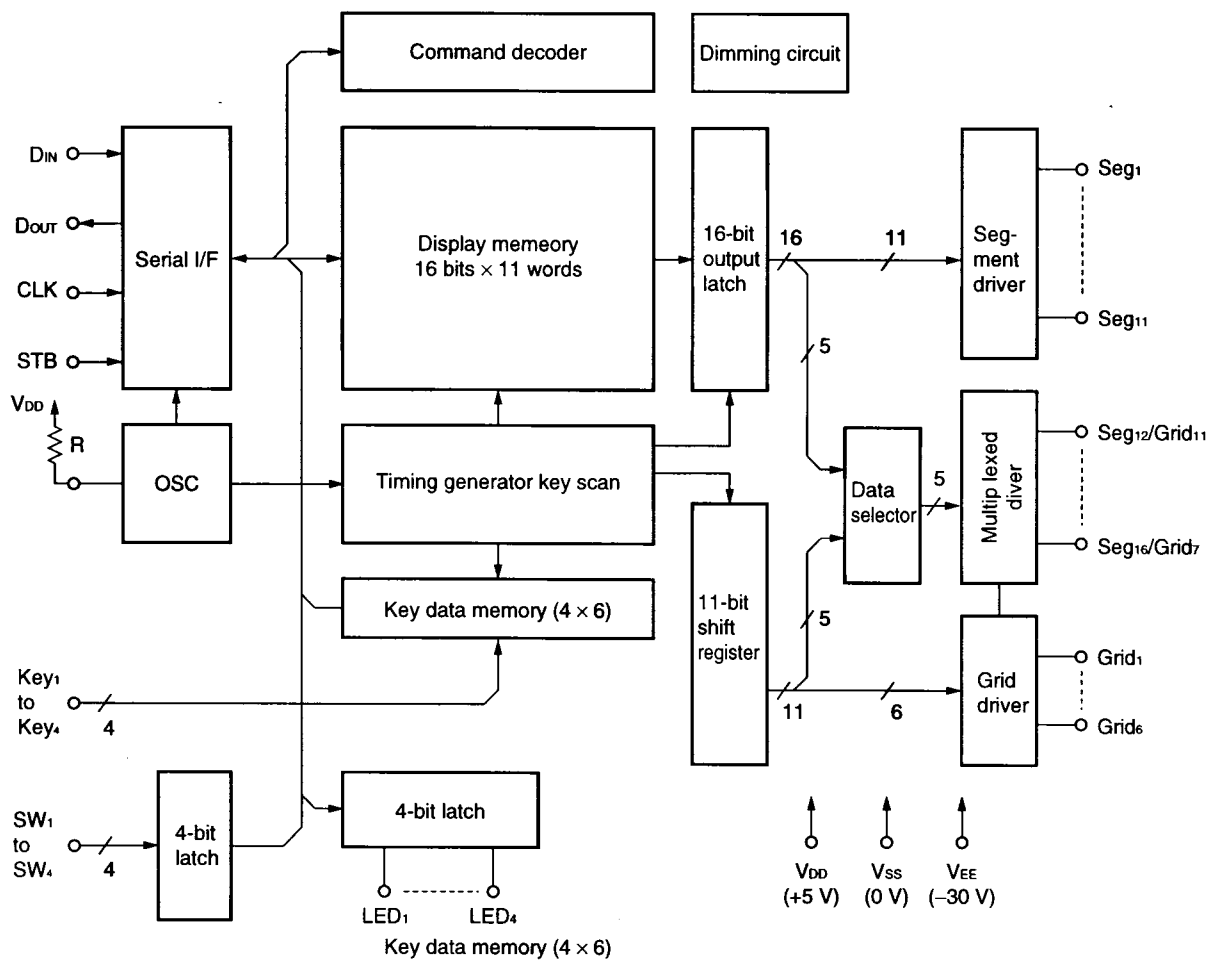 Command decoder
Dimming circuit
DIN
DOUT
CLK
STB
Serial I/F
Display memeory
16 bits × 11 words
16-bit
output
latch
16
11
Seg-
ment
driver
Seg1
Seg11
5
VDD
R
OSC
Timing generator key scan
Data
selector
5
Multip lexed
diver
Seg12/Grid11
Seg16/Grid7
Key data memory (4 × 6)
11-bit
shift
register
5
11
6
Grid
driver
Grid1
Grid6
Key1
to
Key4
4
SW1
to
SW4
4
4-bit
latch
4-bit latch
LED1
LED4
Key data memory (4 × 6)
VDD
(+5 V)
VSS
(0 V)
VEE
(–30 V)